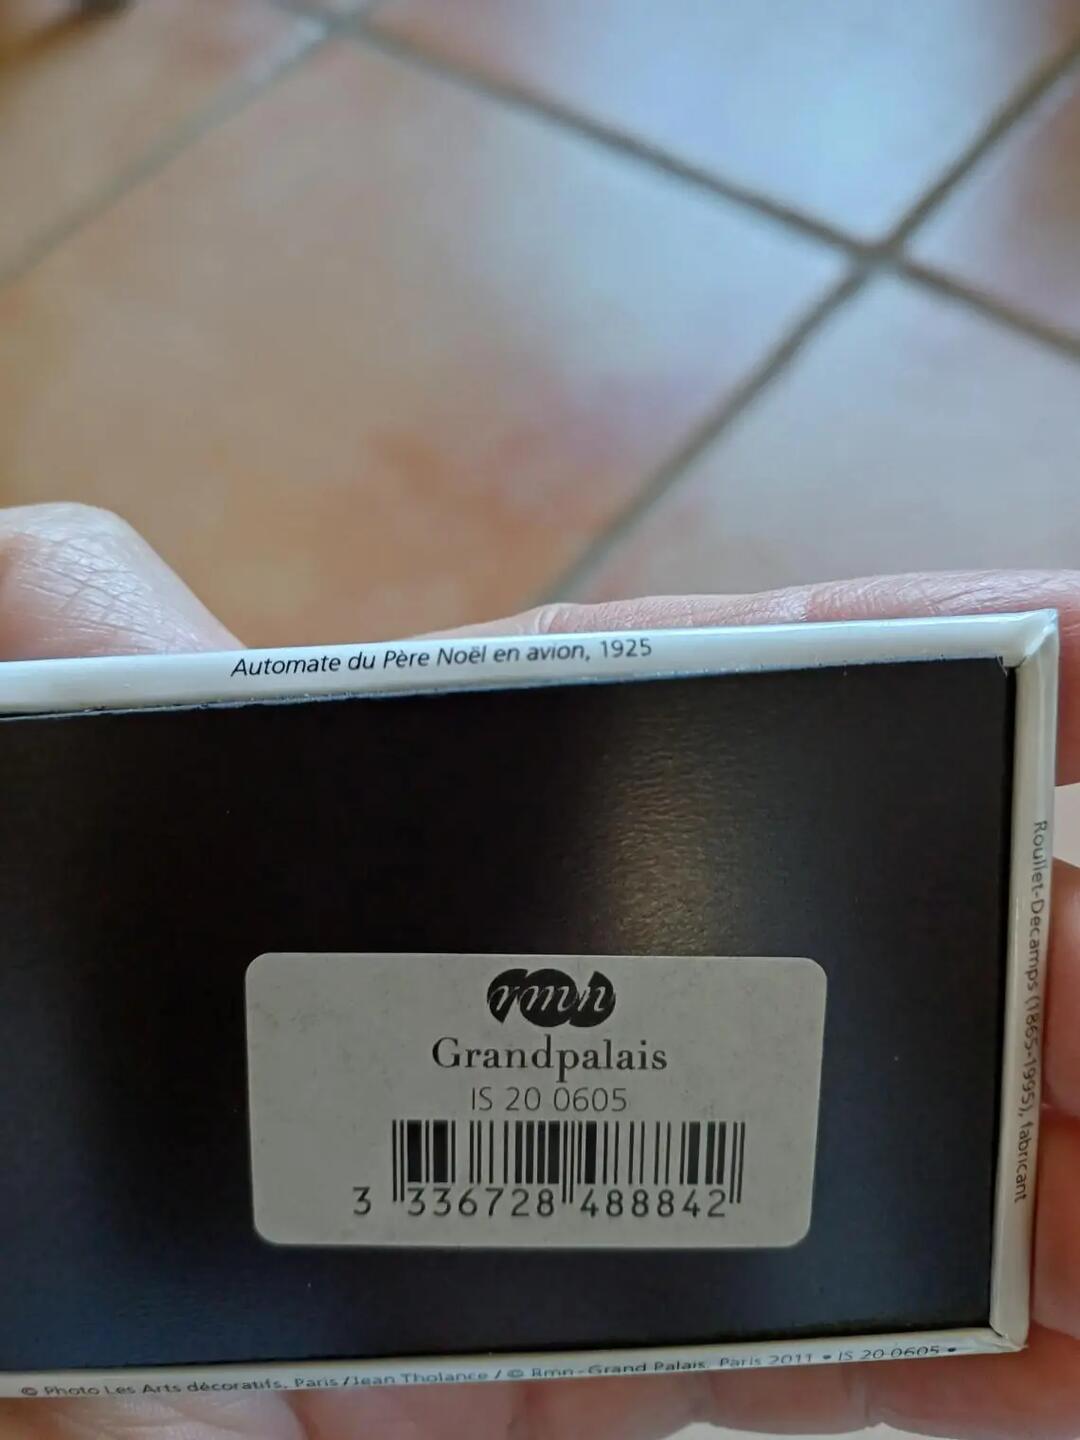 Automate du Père Noël en avion, 1925
rmn
Grandpalais
IS 20 0605
3 336728 488842
Roullet-Decamps (1865-1995), fabricant
© Photo Les Arts décoratifs, Paris / Jean Tholance / © Rmn-Grand Palais, Paris 2011 • IS 20 0605 •